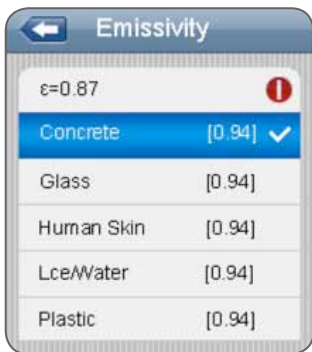 Emissivity
ε=0.87
Concrete [0.94]
Glass [0.94]
Human Skin [0.94]
Lce/Water [0.94]
Plastic [0.94]